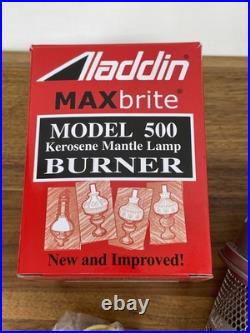 Aladdin
MAXbrite®
MODEL 500
Kerosene Mantle Lamp
BURNER
New and Improved!